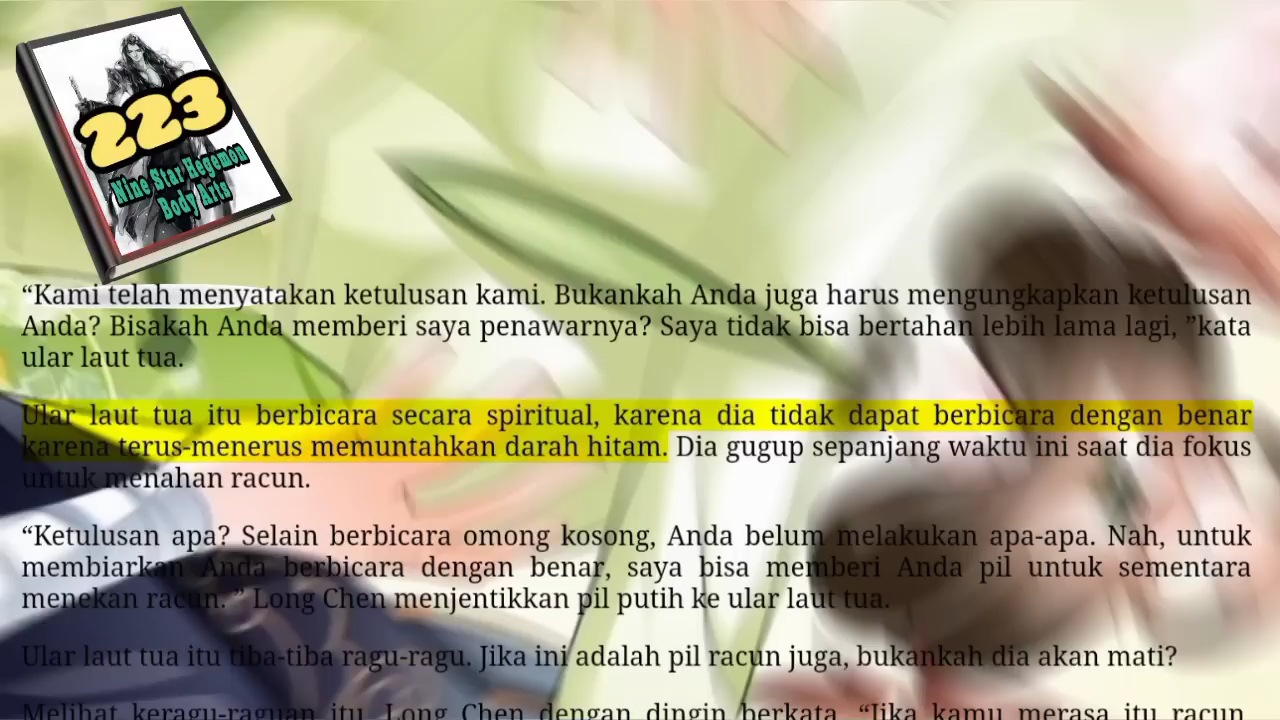 223
Nine Star Hegemon
Body Arts
“Kami telah menyatakan ketulusan kami. Bukankah Anda juga harus mengungkapkan ketulusan
Anda? Bisakah Anda memberi saya penawarnya? Saya tidak bisa bertahan lebih lama lagi, ”kata
ular laut tua.
Ular laut tua itu berbicara secara spiritual, karena dia tidak dapat berbicara dengan benar
karena terus-menerus memuntahkan darah hitam. Dia gugup sepanjang waktu ini saat dia fokus
untuk menahan racun.
“Ketulusan apa? Selain berbicara omong kosong, Anda belum melakukan apa-apa. Nah, untuk
membiarkan Anda berbicara dengan benar, saya bisa memberi Anda pil untuk sementara
menekan racun. ” Long Chen menjentikkan pil putih ke ular laut tua.
Ular laut tua itu tiba-tiba ragu-ragu. Jika ini adalah pil racun juga, bukankah dia akan mati?
Melihat keragu-raguan itu, Long Chen dengan dingin berkata, “Jika kamu merasa itu racun,